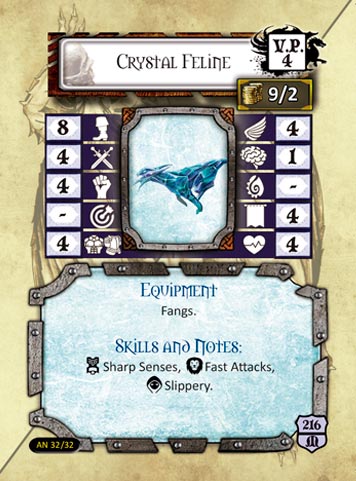 Crystal Feline
V.P.
4
9/2
8 4
4 1
4 -
- 4
4 4
Equipment
Fangs.
Skills and Notes:
Sharp Senses, Fast Attacks,
Slippery.
216
M
AN 32/32